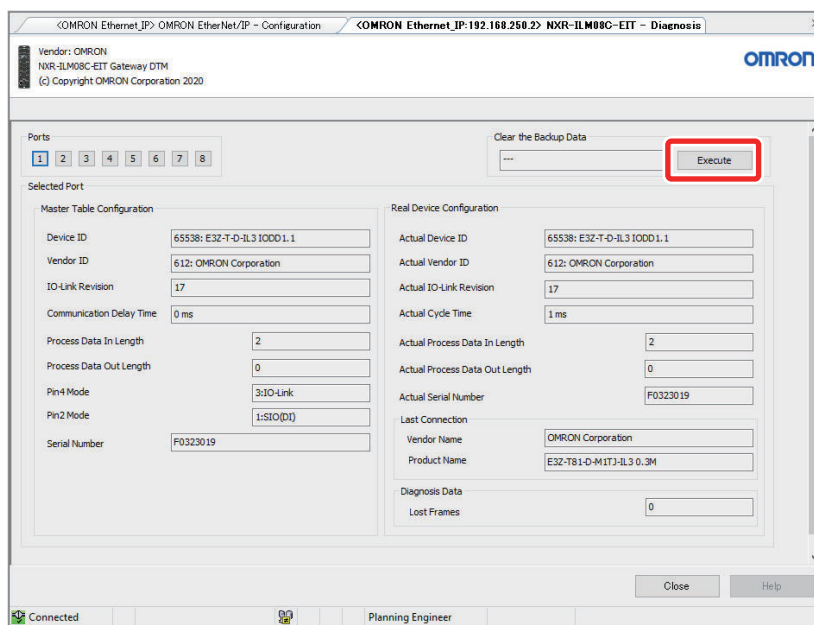 <OMRON Ethernet_IP> OMRON EtherNet/IP - Configuration
<OMRON Ethernet_IP:192.168.250.2> NXR-ILM08C-EIT - Diagnosis
Vendor: OMRON
NXR-ILM08C-EIT Gateway DTM
(c) Copyright OMRON Corporation 2020
OMRON
Ports
1 2 3 4 5 6 7 8
Clear the Backup Data
---
Execute
Selected Port
Master Table Configuration
Device ID 65538: E3Z-T-D-IL3 IODD1.1
Vendor ID 612: OMRON Corporation
IO-Link Revision 17
Communication Delay Time 0 ms
Process Data In Length 2
Process Data Out Length 0
Pin4 Mode 3:IO-Link
Pin2 Mode 1:SIO(DI)
Serial Number F0323019
Real Device Configuration
Actual Device ID 65538: E3Z-T-D-IL3 IODD1.1
Actual Vendor ID 612: OMRON Corporation
Actual IO-Link Revision 17
Actual Cycle Time 1 ms
Actual Process Data In Length 2
Actual Process Data Out Length 0
Actual Serial Number F0323019
Last Connection
Vendor Name OMRON Corporation
Product Name E3Z-T81-D-M1TJ-IL3 0.3M
Diagnosis Data
Lost Frames 0
Close
Help
Connected
Planning Engineer